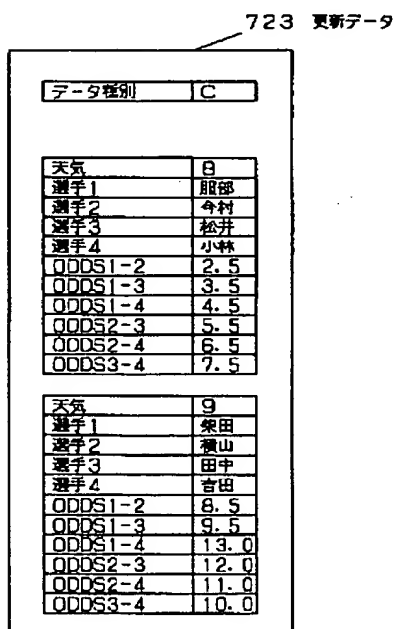 723 更新データ
データ種別 C
天気 8
選手1 服部
選手2 今村
選手3 松井
選手4 小林
ODDS1-2 2.5
ODDS1-3 3.5
ODDS1-4 4.5
ODDS2-3 5.5
ODDS2-4 6.5
ODDS3-4 7.5
天気 9
選手1 柴田
選手2 横山
選手3 田中
選手4 吉田
ODDS1-2 8.5
ODDS1-3 9.5
ODDS1-4 13.0
ODDS2-3 12.0
ODDS2-4 11.0
ODDS3-4 10.0